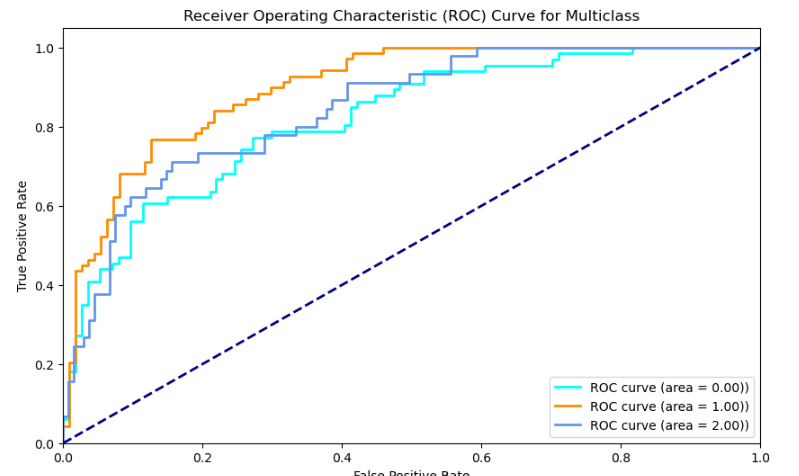 Receiver Operating Characteristic (ROC) Curve for Multiclass
1.0
0.8
0.6
0.4
0.2
0.0
True Positive Rate
ROC curve (area = 0.00))
ROC curve (area = 1.00))
ROC curve (area = 2.00))
0.0 0.2 0.4 0.6 0.8 1.0
False Positive Rate